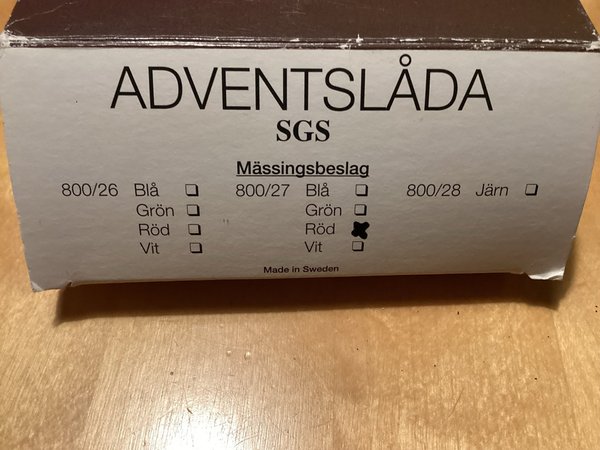 ADVENTSLÅDA
SGS
Mässingsbeslag
800/26 Blå ❏ 800/27 Blå ❏ 800/28 Järn ❏
Grön ❏ Grön ❏
Röd ❏ Röd ✖
Vit ❏ Vit ❏
Made in Sweden